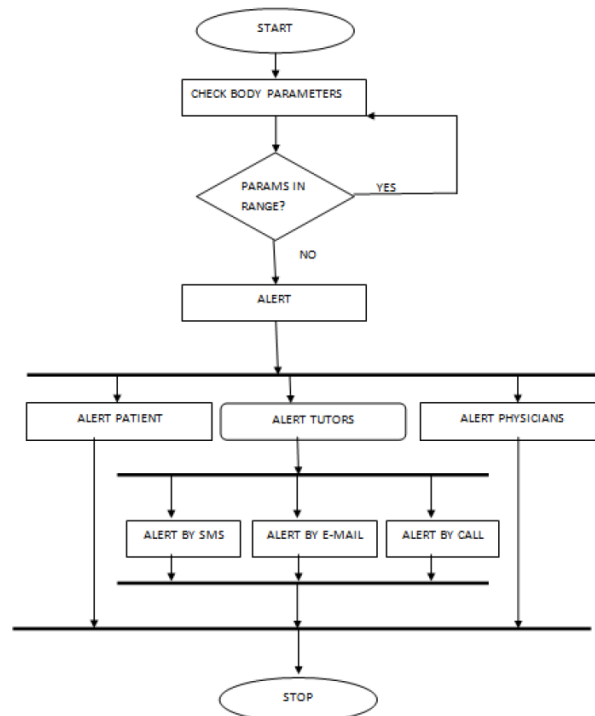 START
CHECK BODY PARAMETERS
PARAMS IN
RANGE?
YES
NO
ALERT
ALERT PATIENT
ALERT TUTORS
ALERT PHYSICIANS
ALERT BY SMS
ALERT BY E-MAIL
ALERT BY CALL
STOP